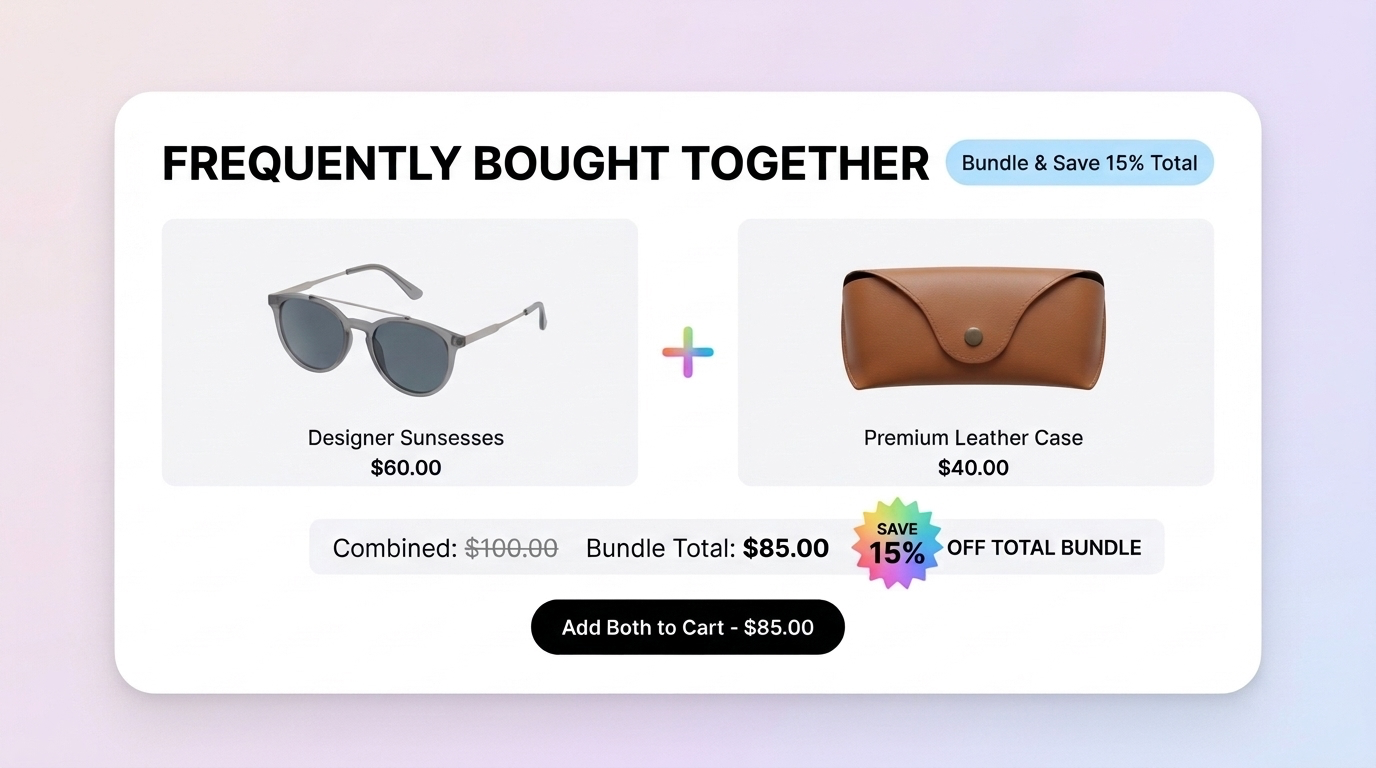 FREQUENTLY BOUGHT TOGETHER
Bundle & Save 15% Total
Designer Sunsesses
$60.00
Premium Leather Case
$40.00
Combined: $100.00 Bundle Total: $85.00
SAVE
15%
OFF TOTAL BUNDLE
Add Both to Cart - $85.00